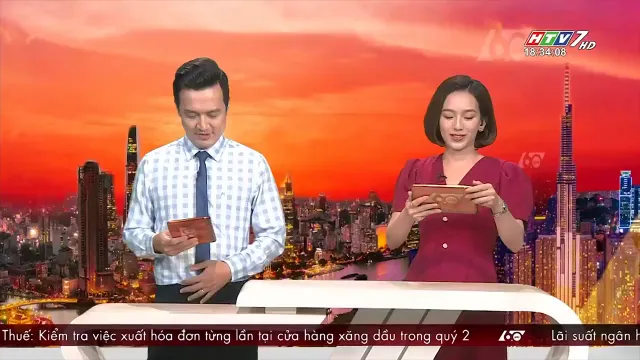 HTV7 HD
18:34:08
60
60
Thuế: Kiểm tra việc xuất hóa đơn từng lần tại cửa hàng xăng dầu trong quý 2
60
Lãi suất ngân